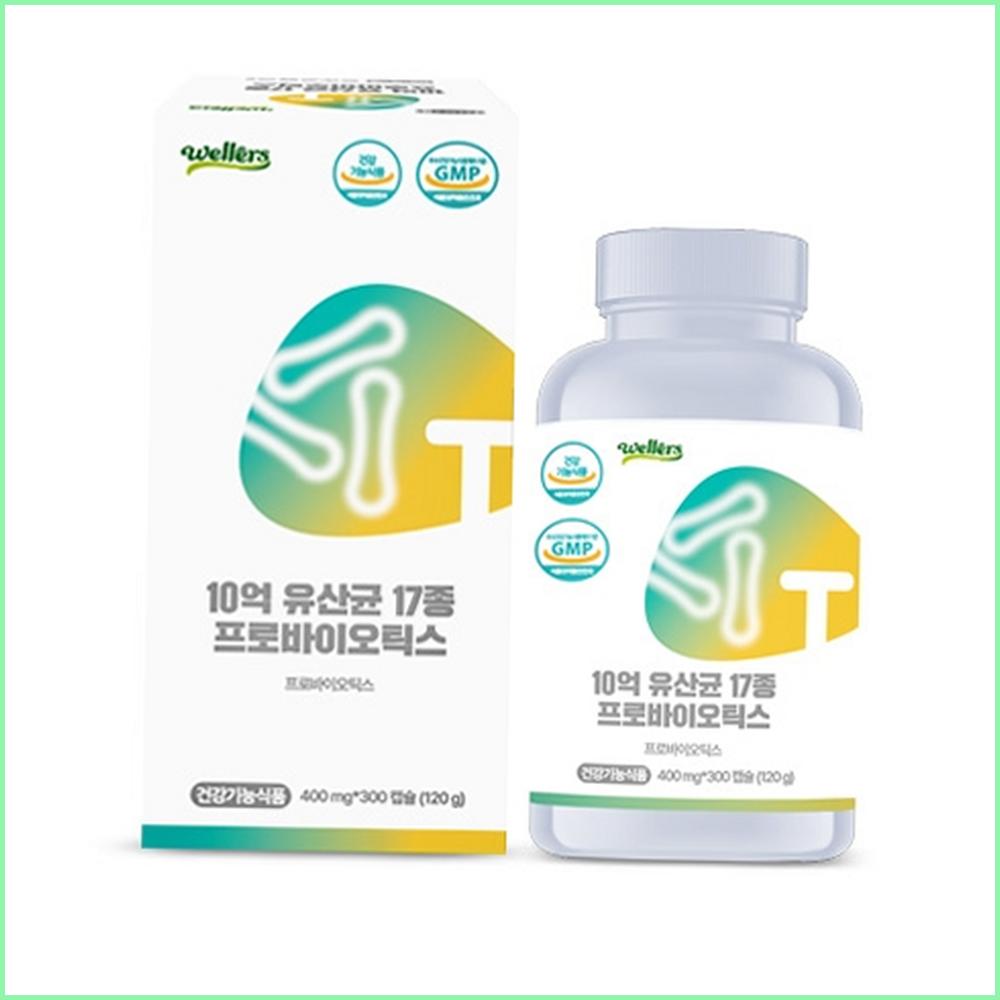 wellers
건강
기능식품
GMP
T
10억 유산균 17종
프로바이오틱스
프로바이오틱스
건강기능식품 400 mg*300 캡슐 (120 g)
wellers
건강
기능식품
GMP
T
10억 유산균 17종
프로바이오틱스
프로바이오틱스
건강기능식품 400 mg*300 캡슐 (120 g)